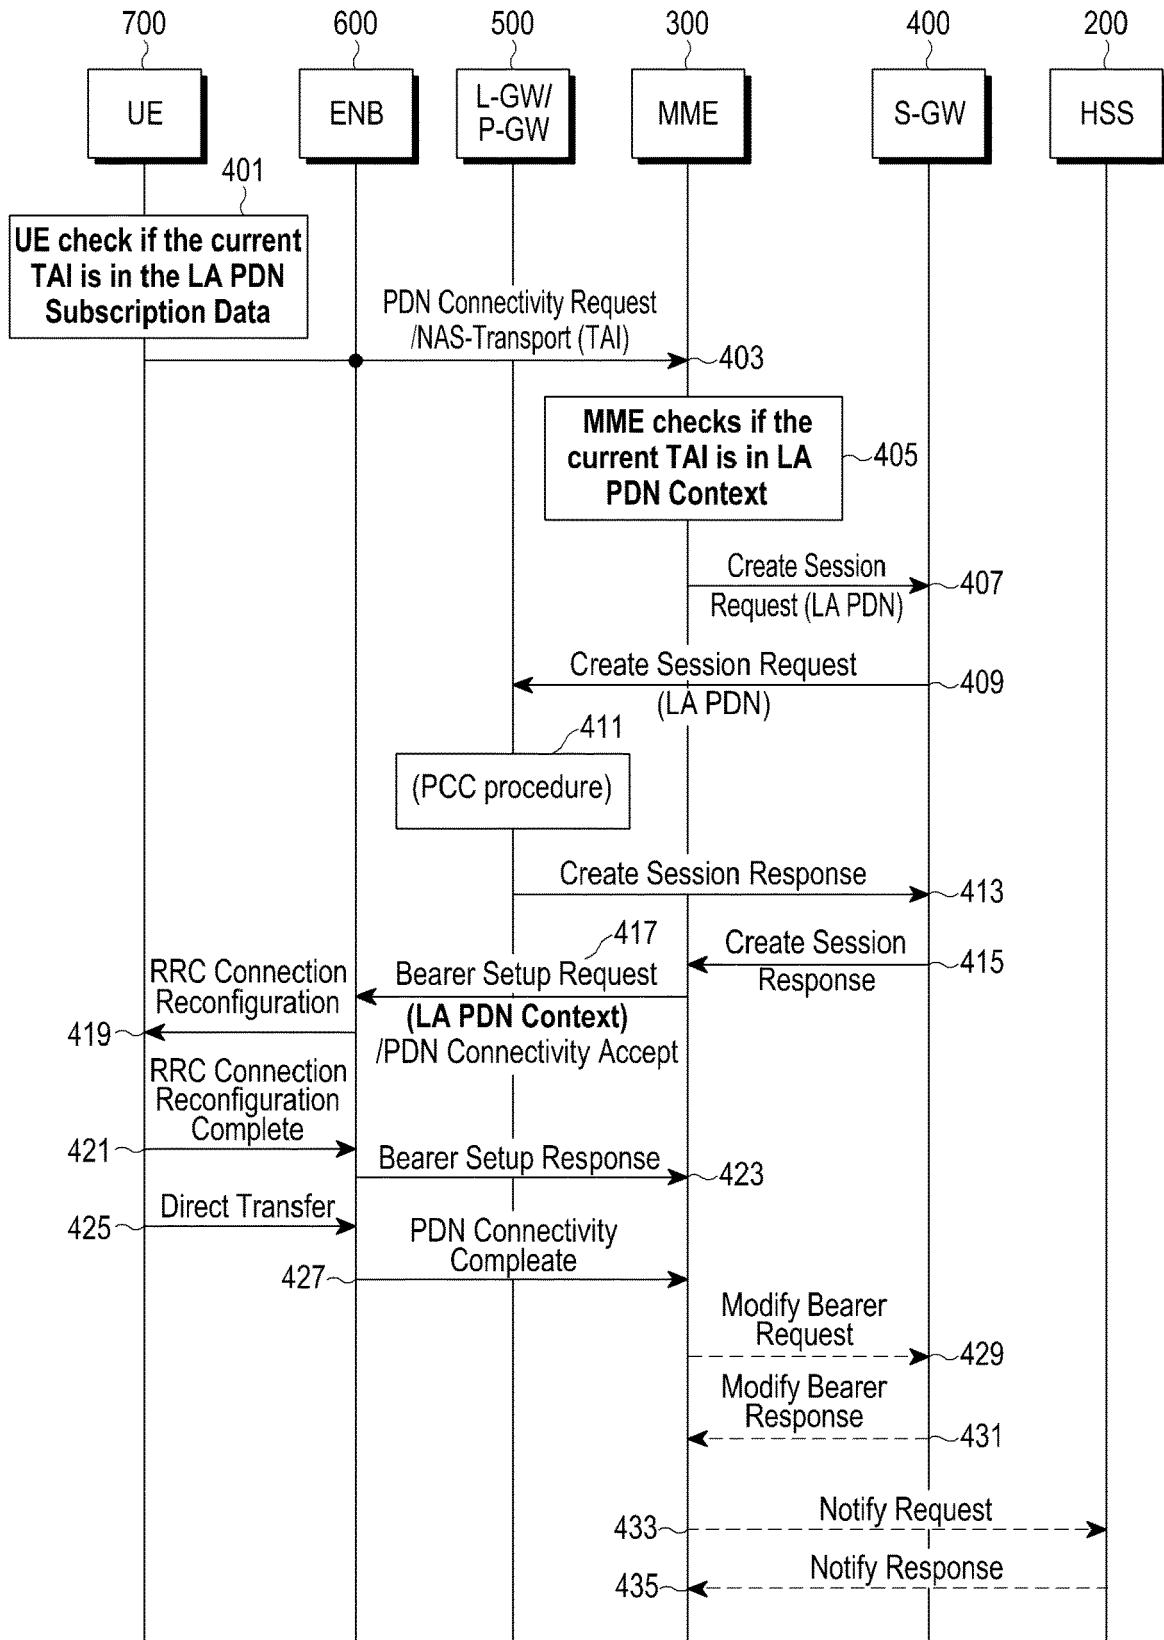 700
600
500
300
400
200
UE
ENB
L-GW/
P-GW
MME
S-GW
HSS
401
UE check if the current
TAI is in the LA PDN
Subscription Data
PDN Connectivity Request
/NAS-Transport (TAI)
403
MME checks if the
current TAI is in LA
PDN Context
405
Create Session
Request (LA PDN)
407
Create Session Request
(LA PDN)
409
411
(PCC procedure)
Create Session Response
413
Create Session
Response
415
417
Bearer Setup Request
(LA PDN Context)
/PDN Connectivity Accept
RRC Connection
Reconfiguration
419
RRC Connection
Reconfiguration
Complete
421
Bearer Setup Response
423
Direct Transfer
425
PDN Connectivity
Compleate
427
Modify Bearer
Request
429
Modify Bearer
Response
431
Notify Request
433
Notify Response
435